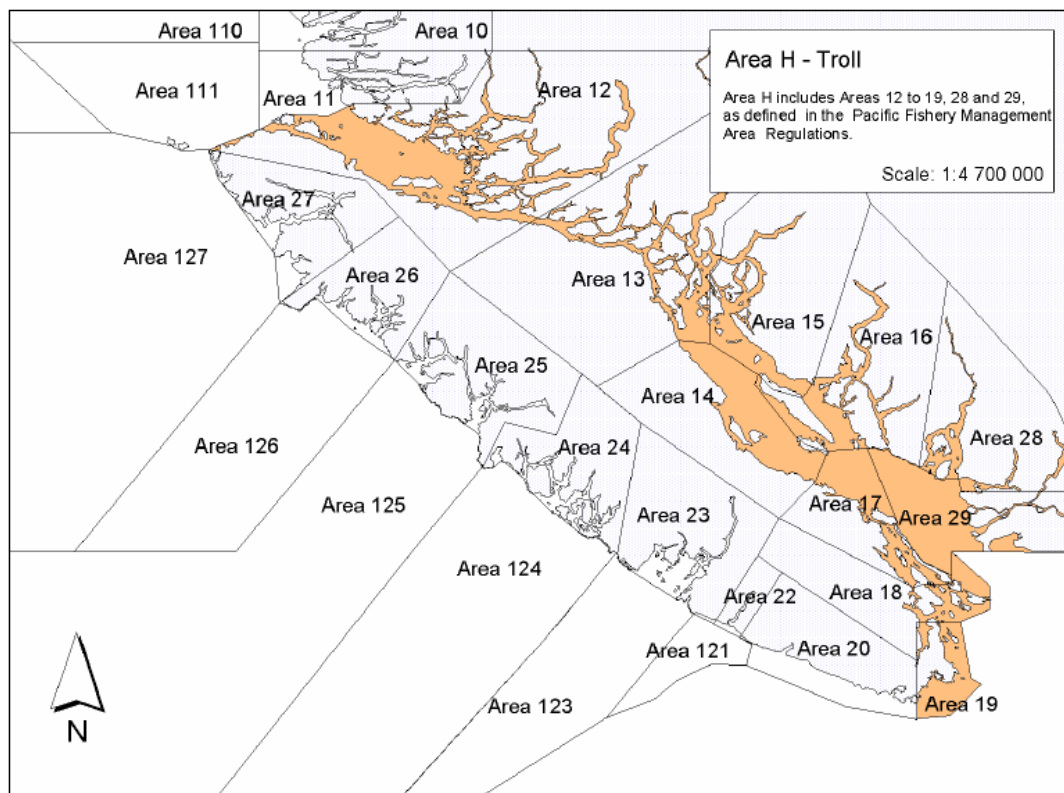 Area 110
Area 10
Area 111
Area 11
Area 12
Area H - Troll
Area H includes Areas 12 to 19, 28 and 29,
as defined in the Pacific Fishery Management
Area Regulations.
Scale: 1:4 700 000
Area 27
Area 127
Area 26
Area 13
Area 15
Area 16
Area 25
Area 14
Area 126
Area 24
Area 28
Area 125
Area 17
Area 23
Area 29
Area 124
Area 22
Area 18
Area 121
Area 20
Area 123
Area 19
N